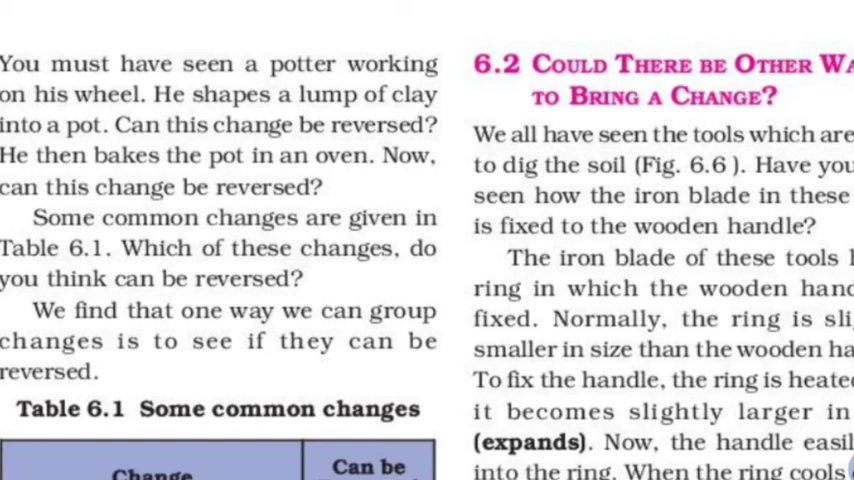 You must have seen a potter working
on his wheel. He shapes a lump of clay
into a pot. Can this change be reversed?
He then bakes the pot in an oven. Now,
can this change be reversed?
Some common changes are given in
Table 6.1. Which of these changes, do
you think can be reversed?
We find that one way we can group
changes is to see if they can be
reversed.
Table 6.1 Some common changes
Change
Can be
6.2 COULD THERE BE OTHER
TO BRING A CHANGE?
We all have seen the tools which are
to dig the soil (Fig. 6.6 ). Have you
seen how the iron blade in these
is fixed to the wooden handle?
The iron blade of these tools
ring in which the wooden
fixed. Normally, the ring is
smaller in size than the wooden
To fix the handle, the ring is
it becomes slightly larger in
(expands). Now, the handle
into the ring. When the ring cools